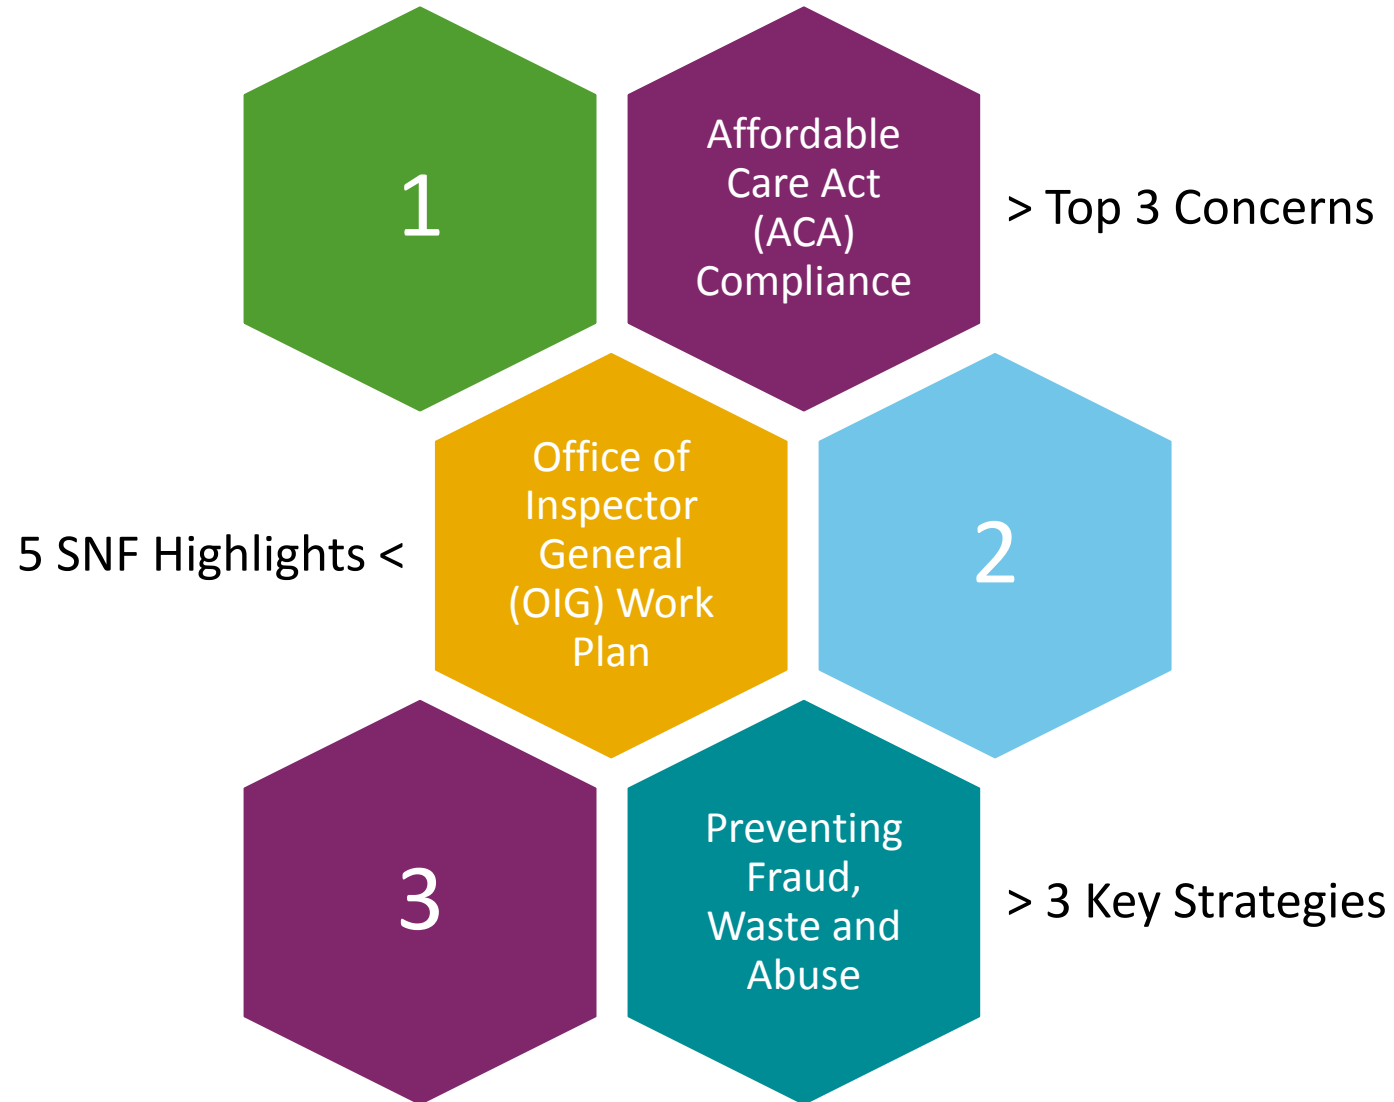 1
Affordable
Care Act
(ACA)
Compliance
> Top 3 Concerns
5 SNF Highlights <
Office of
Inspector
General
(OIG) Work
Plan
2
3
Preventing
Fraud,
Waste and
Abuse
> 3 Key Strategies